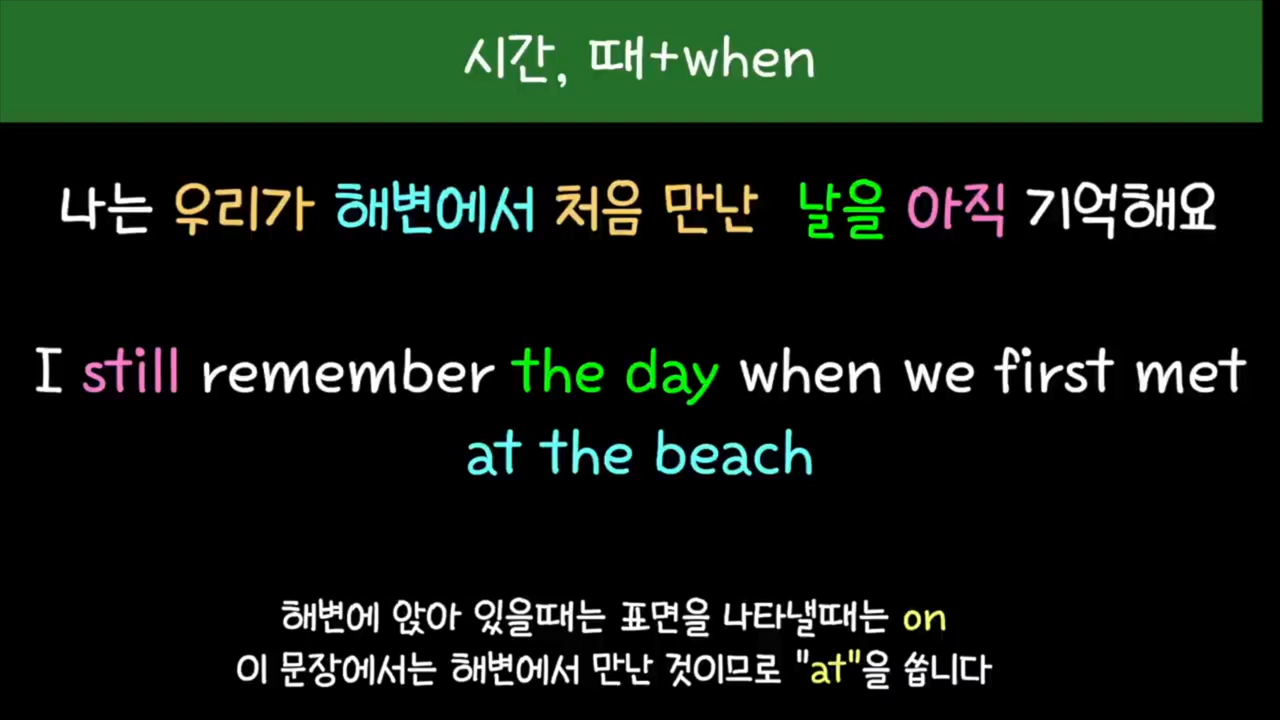 시간, 때+when
나는 우리가 해변에서 처음 만난 날을 아직 기억해요
I still remember the day when we first met
at the beach
해변에 앉아 있을때는 표면을 나타낼때는 on
이 문장에서는 해변에서 만난 것이므로 "at"을 씁니다